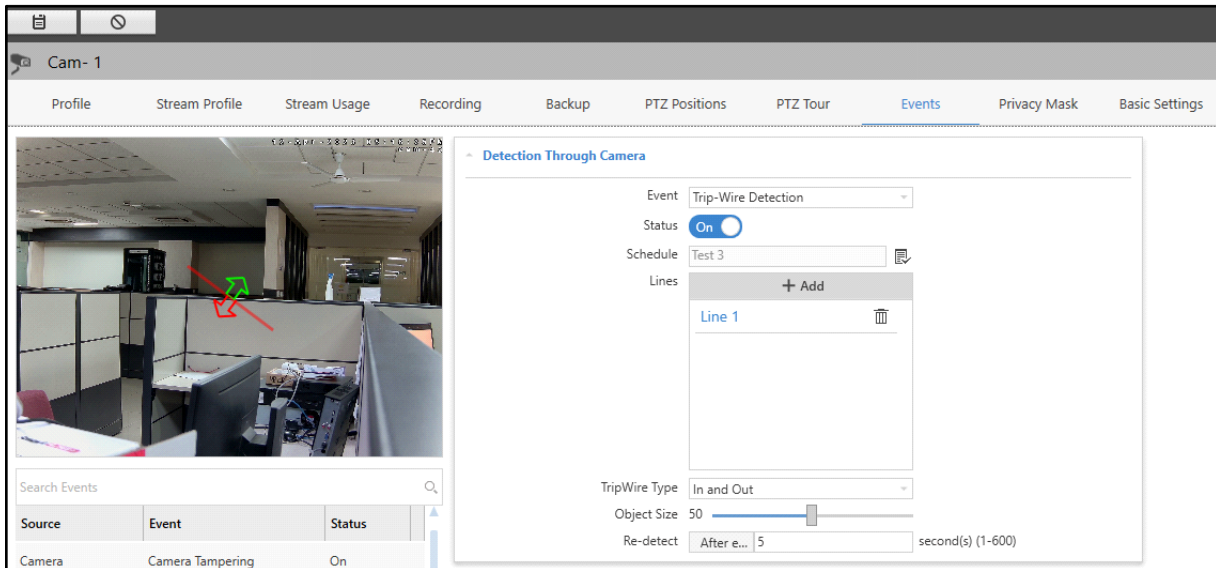 Cam- 1
Profile Stream Profile Stream Usage Recording Backup PTZ Positions PTZ Tour Events Privacy Mask Basic Settings
Detection Through Camera
Event Trip-Wire Detection
Status On
Schedule Test 3
Lines + Add
Line 1
TripWire Type In and Out
Object Size 50
Re-detect After e... 5 second(s) (1-600)
Search Events
Source Event Status
Camera Camera Tampering On